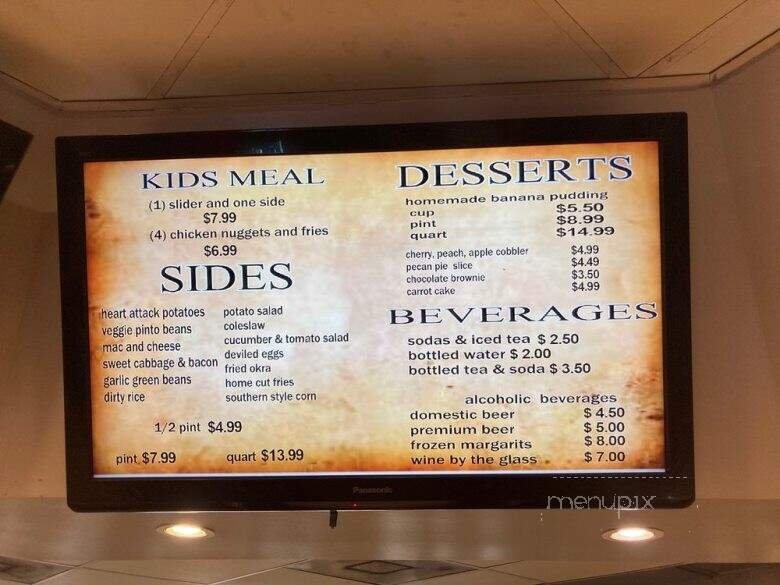 KIDS MEAL
(1) slider and one side
$7.99
(4) chicken nuggets and fries
$6.99
SIDES
heart attack potatoes
veggie pinto beans
mac and cheese
sweet cabbage & bacon
garlic green beans
dirty rice
potato salad
coleslaw
cucumber & tomato salad
deviled eggs
fried okra
home cut fries
southern style corn
1/2 pint $4.99
pint $7.99 quart $13.99
DESSERTS
homemade banana pudding
cup $5.50
pint $8.99
quart $14.99
cherry, peach, apple cobbler $4.99
pecan pie slice $4.49
chocolate brownie $3.50
carrot cake $4.99
BEVERAGES
sodas & iced tea $ 2.50
bottled water $ 2.00
bottled tea & soda $ 3.50
alcoholic beverages
domestic beer $ 4.50
premium beer $ 5.00
frozen margarits $ 8.00
wine by the glass $ 7.00
Panasonic
menupix